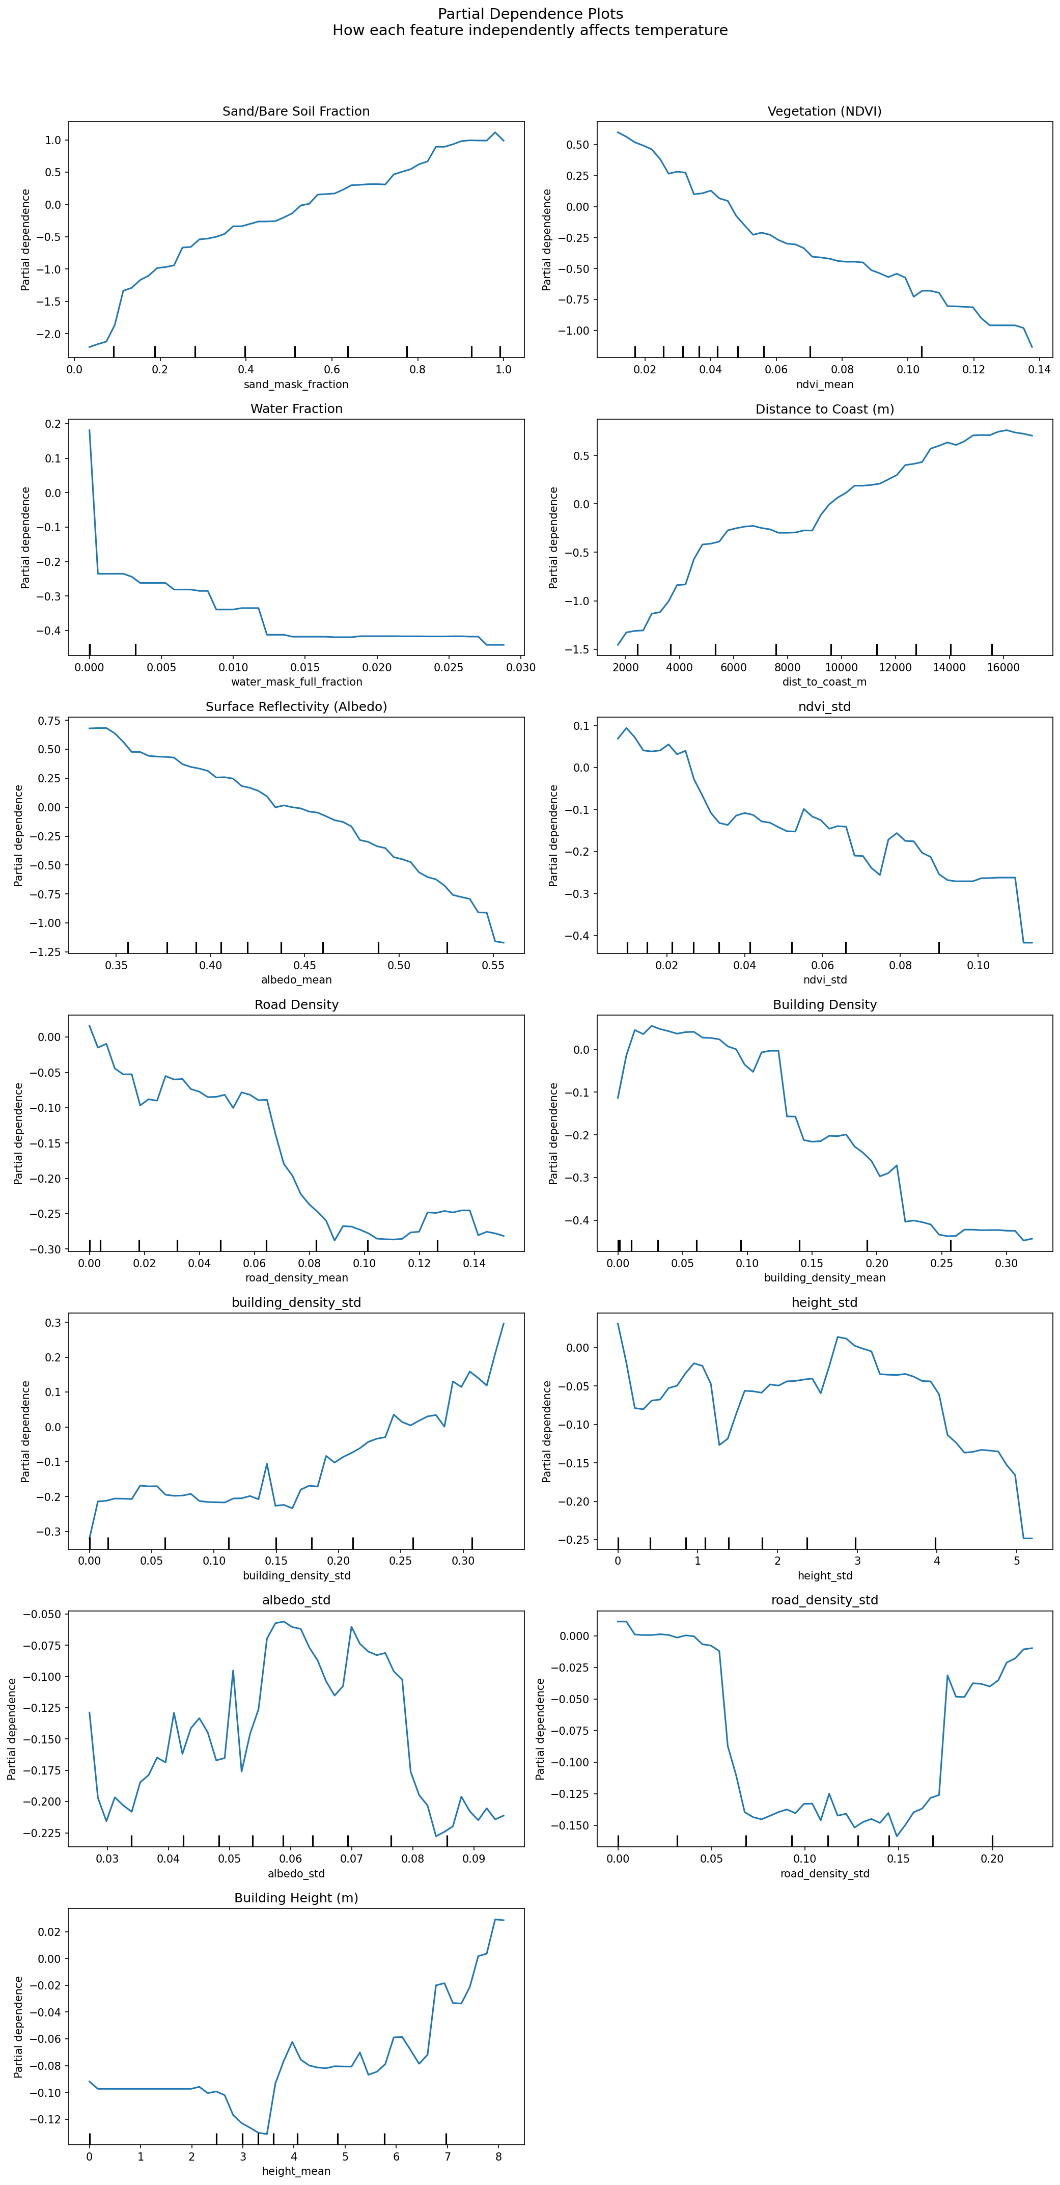 Partial Dependence Plots
How each feature independently affects temperature
Sand/Bare Soil Fraction
Partial dependence
1.0
0.5
0.0
−0.5
−1.0
−1.5
−2.0
0.0 0.2 0.4 0.6 0.8 1.0
sand_mask_fraction
Vegetation (NDVI)
Partial dependence
0.50
0.25
0.00
−0.25
−0.50
−0.75
−1.00
0.02 0.04 0.06 0.08 0.10 0.12 0.14
ndvi_mean
Water Fraction
Partial dependence
0.2
0.1
0.0
−0.1
−0.2
−0.3
−0.4
0.000 0.005 0.010 0.015 0.020 0.025 0.030
water_mask_full_fraction
Distance to Coast (m)
Partial dependence
0.5
0.0
−0.5
−1.0
−1.5
2000 4000 6000 8000 10000 12000 14000 16000
dist_to_coast_m
Surface Reflectivity (Albedo)
Partial dependence
0.75
0.50
0.25
0.00
−0.25
−0.50
−0.75
−1.00
−1.25
0.35 0.40 0.45 0.50 0.55
albedo_mean
ndvi_std
Partial dependence
0.1
0.0
−0.1
−0.2
−0.3
−0.4
0.02 0.04 0.06 0.08 0.10
ndvi_std
Road Density
Partial dependence
0.00
−0.05
−0.10
−0.15
−0.20
−0.25
−0.30
0.00 0.02 0.04 0.06 0.08 0.10 0.12 0.14
road_density_mean
Building Density
Partial dependence
0.0
−0.1
−0.2
−0.3
−0.4
0.00 0.05 0.10 0.15 0.20 0.25 0.30
building_density_mean
building_density_std
Partial dependence
0.3
0.2
0.1
0.0
−0.1
−0.2
−0.3
0.00 0.05 0.10 0.15 0.20 0.25 0.30
building_density_std
height_std
Partial dependence
0.00
−0.05
−0.10
−0.15
−0.20
−0.25
0 1 2 3 4 5
height_std
albedo_std
Partial dependence
−0.050
−0.075
−0.100
−0.125
−0.150
−0.175
−0.200
−0.225
0.03 0.04 0.05 0.06 0.07 0.08 0.09
albedo_std
road_density_std
Partial dependence
0.000
−0.025
−0.050
−0.075
−0.100
−0.125
−0.150
0.00 0.05 0.10 0.15 0.20
road_density_std
Building Height (m)
Partial dependence
0.02
0.00
−0.02
−0.04
−0.06
−0.08
−0.10
−0.12
0 1 2 3 4 5 6 7 8
height_mean